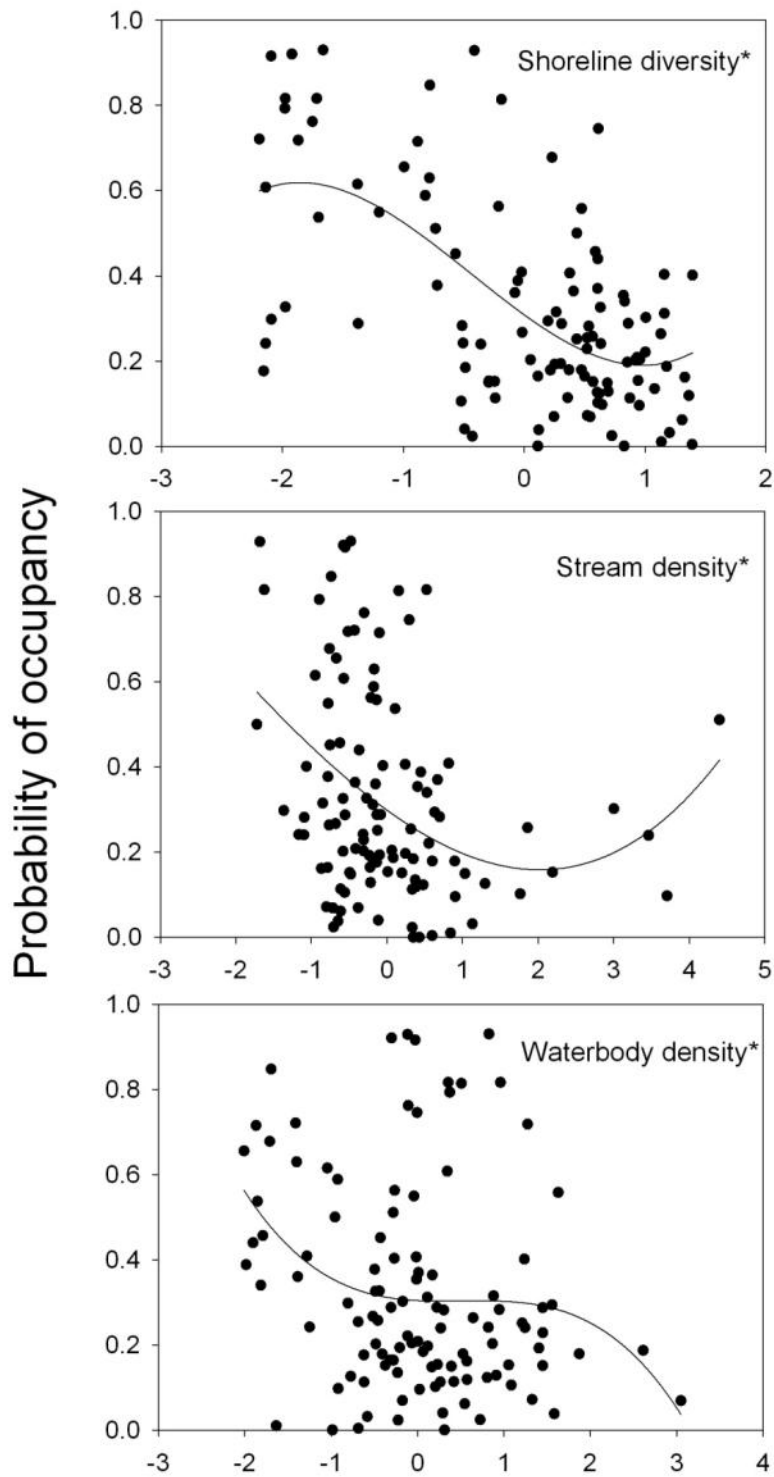 Probability of occupancy
1.0
Shoreline diversity*
0.8
0.6
0.4
0.2
0.0
-3 -2 -1 0 1 2
1.0
Stream density*
0.8
0.6
0.4
0.2
0.0
-3 -2 -1 0 1 2 3 4 5
1.0
Waterbody density*
0.8
0.6
0.4
0.2
0.0
-3 -2 -1 0 1 2 3 4